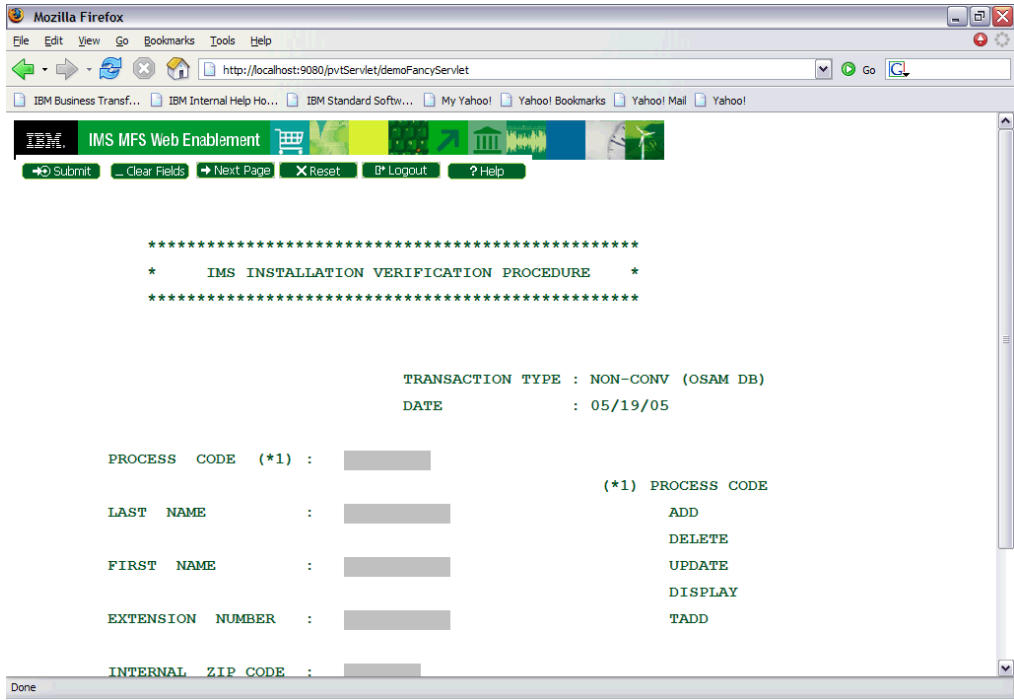 Mozilla Firefox
File Edit View Go Bookmarks Tools Help
http://localhost:9080/pvtServlet/demoFancyServlet Go G
IBM Business Transf... IBM Internal Help Ho... IBM Standard Softw... My Yahoo! Yahoo! Bookmarks Yahoo! Mail Yahoo!
IBM. IMS MFS Web Enablement
Submit Clear Fields Next Page Reset Logout ? Help
**************************************************
* IMS INSTALLATION VERIFICATION PROCEDURE *
**************************************************
TRANSACTION TYPE : NON-CONV (OSAM DB)
DATE : 05/19/05
PROCESS CODE (*1) :
(*1) PROCESS CODE
LAST NAME : ADD
DELETE
FIRST NAME : UPDATE
DISPLAY
EXTENSION NUMBER : TADD
INTERNAL ZIP CODE :
Done